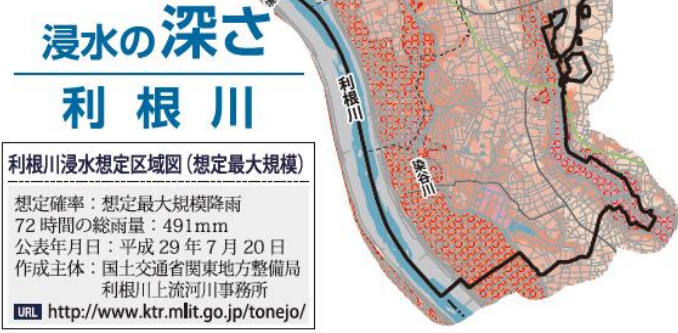 浸水の深さ
利根川
利根川浸水想定区域図(想定最大規模)
想定確率：想定最大規模降雨
72時間の総雨量：491mm
公表年月日：平成29年7月20日
作成主体：国土交通省関東地方整備局
利根川上流河川事務所
URL http://www.ktr.mlit.go.jp/tonejo/
利根川
染谷川